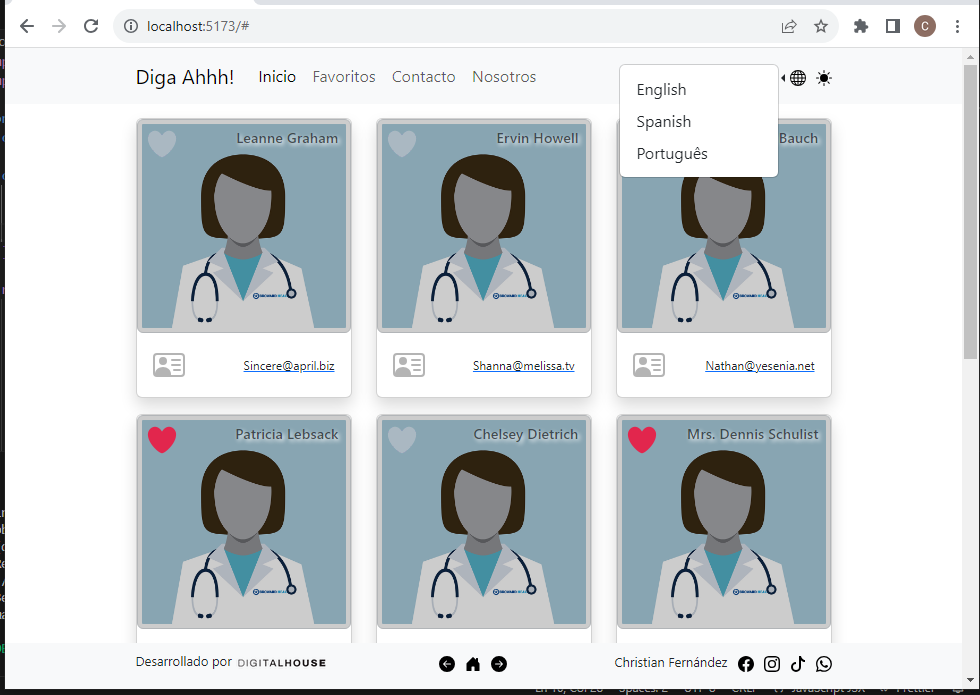 localhost:5173/#
C
Diga Ahhh! Inicio Favoritos Contacto Nosotros
English
Spanish
Português
Leanne Graham
Ervin Howell
Bauch
Sincere@april.biz
Shanna@melissa.tv
Nathan@yesenia.net
Patricia Lebsack
Chelsey Dietrich
Mrs. Dennis Schulist
Desarrollado por DIGITALHOUSE
Christian Fernández